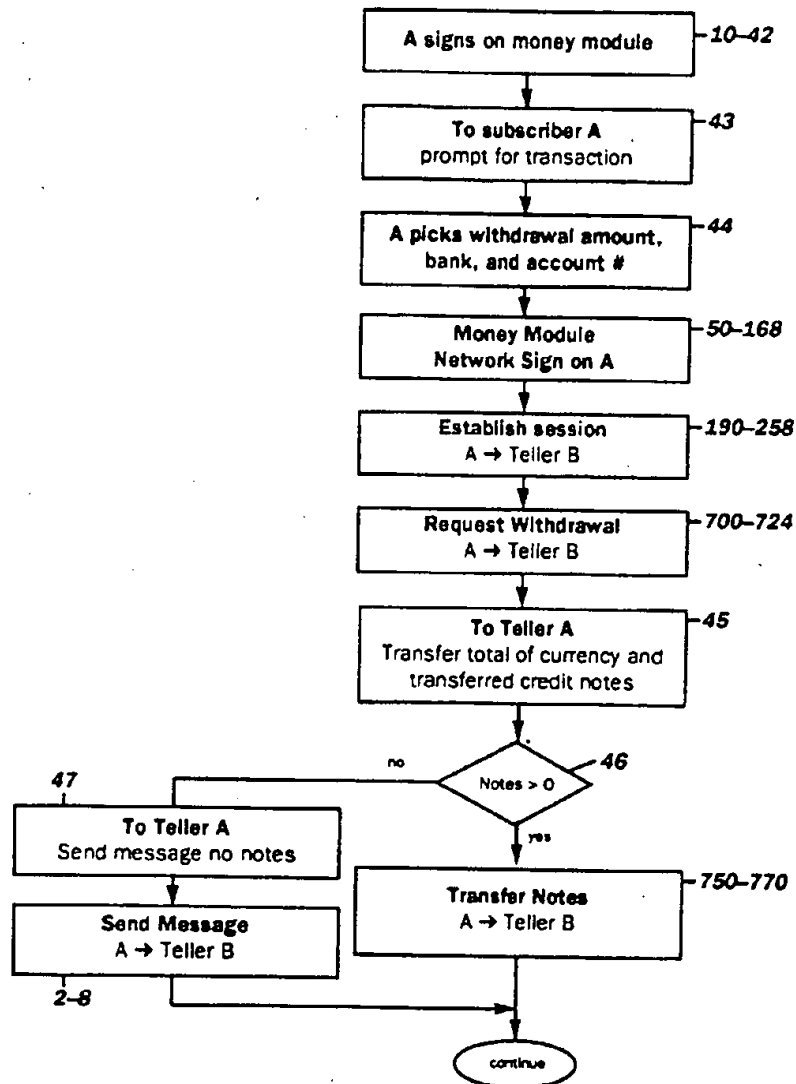 A signs on money module
10–42
To subscriber A
prompt for transaction
43
A picks withdrawal amount,
bank, and account #
44
Money Module
Network Sign on A
50–168
Establish session
A → Teller B
190–258
Request Withdrawal
A → Teller B
700–724
To Teller A
Transfer total of currency and
transferred credit notes
45
Notes > 0
46
no
yes
47
To Teller A
Send message no notes
Send Message
A → Teller B
2–8
Transfer Notes
A → Teller B
750–770
continue